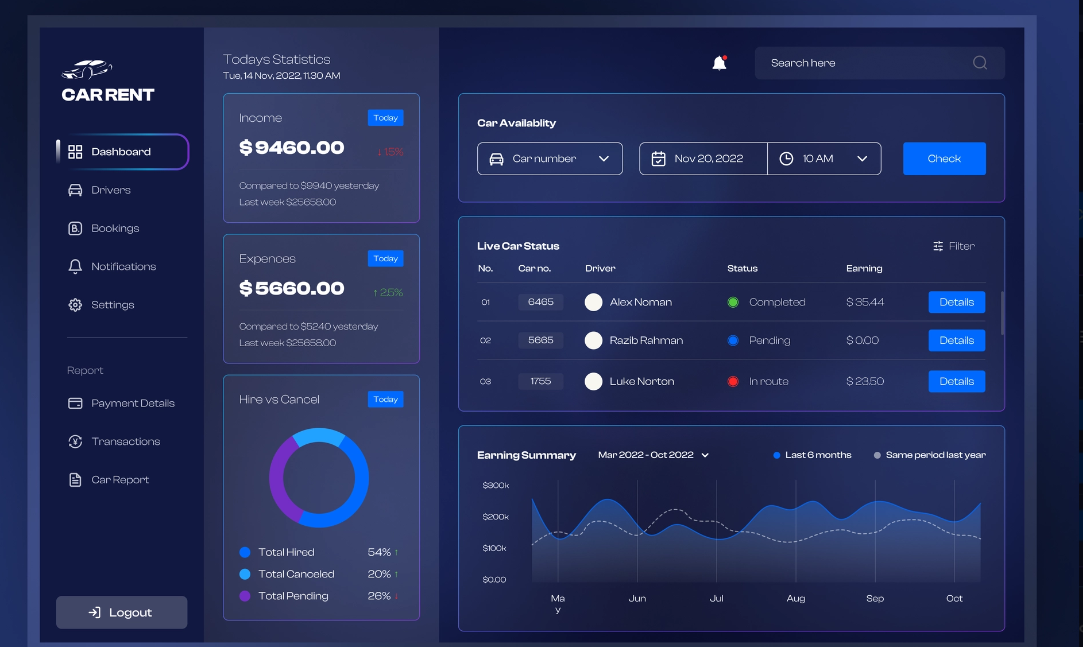 CAR RENT
Dashboard
Drivers
Bookings
Notifications
Settings
Report
Payment Details
Transactions
Car Report
Logout
Todays Statistics
Tue, 14 Nov, 2022, 11.30 AM
Income Today
$ 9460.00 ↓ 1.5%
Compared to $9940 yesterday
Last week $25658.00
Expences Today
$ 5660.00 ↑ 2.5%
Compared to $5240 yesterday
Last week $25658.00
Hire vs Cancel Today
Total Hired 54% ↑
Total Canceled 20% ↑
Total Pending 26% ↓
Search here
Car Availablity
Car number Nov 20, 2022 10 AM Check
Live Car Status Filter
No. Car no. Driver Status Earning
01 6465 Alex Noman Completed $ 35.44 Details
02 5665 Razib Rahman Pending $ 0.00 Details
03 1755 Luke Norton In route $ 23.50 Details
Earning Summary Mar 2022 - Oct 2022 Last 6 months Same period last year
$300k
$200k
$100k
$0.00
Ma
y Jun Jul Aug Sep Oct